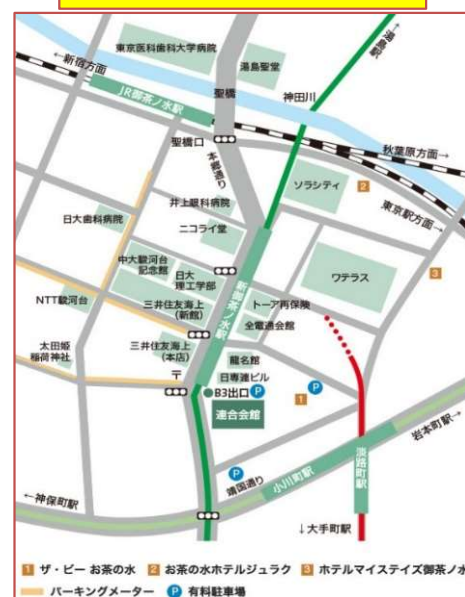 東京医科歯科大学病院
湯島聖堂
↗湯島駅
←新宿方面
JR御茶ノ水駅
聖橋
神田川
聖橋口
本郷通り
秋葉原方面→
ソラシティ
2
東京駅方面→
井上眼科病院
日大歯科病院
ニコライ堂
3
中大駿河台
記念館
日大
理工学部
ワテラス
NTT駿河台
三井住友海上
(新館)
新御茶ノ水駅
トーア再保険
全電通会館
太田姫
稲荷神社
三井住友海上
(本店)
龍名館
〒
日専連ビル
B3出口 P
P
1
連合会館
岩本町駅→
淡路町駅
P
靖国通り
小川町駅
←神保町駅
↓大手町駅
1 ザ・ビー お茶の水 2 お茶の水ホテルジュラク 3 ホテルマイステイズ御茶ノ水
パーキングメーター P 有料駐車場